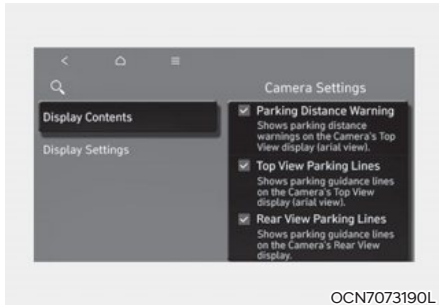 Camera Settings
Display Contents
Display Settings
Parking Distance Warning
Shows parking distance
warnings on the Camera's Top
View display (arial view).
Top View Parking Lines
Shows parking guidance lines
on the Camera's Top View
display (arial view).
Rear View Parking Lines
Shows parking guidance lines
on the Camera's Rear View
display.
OCN7073190L